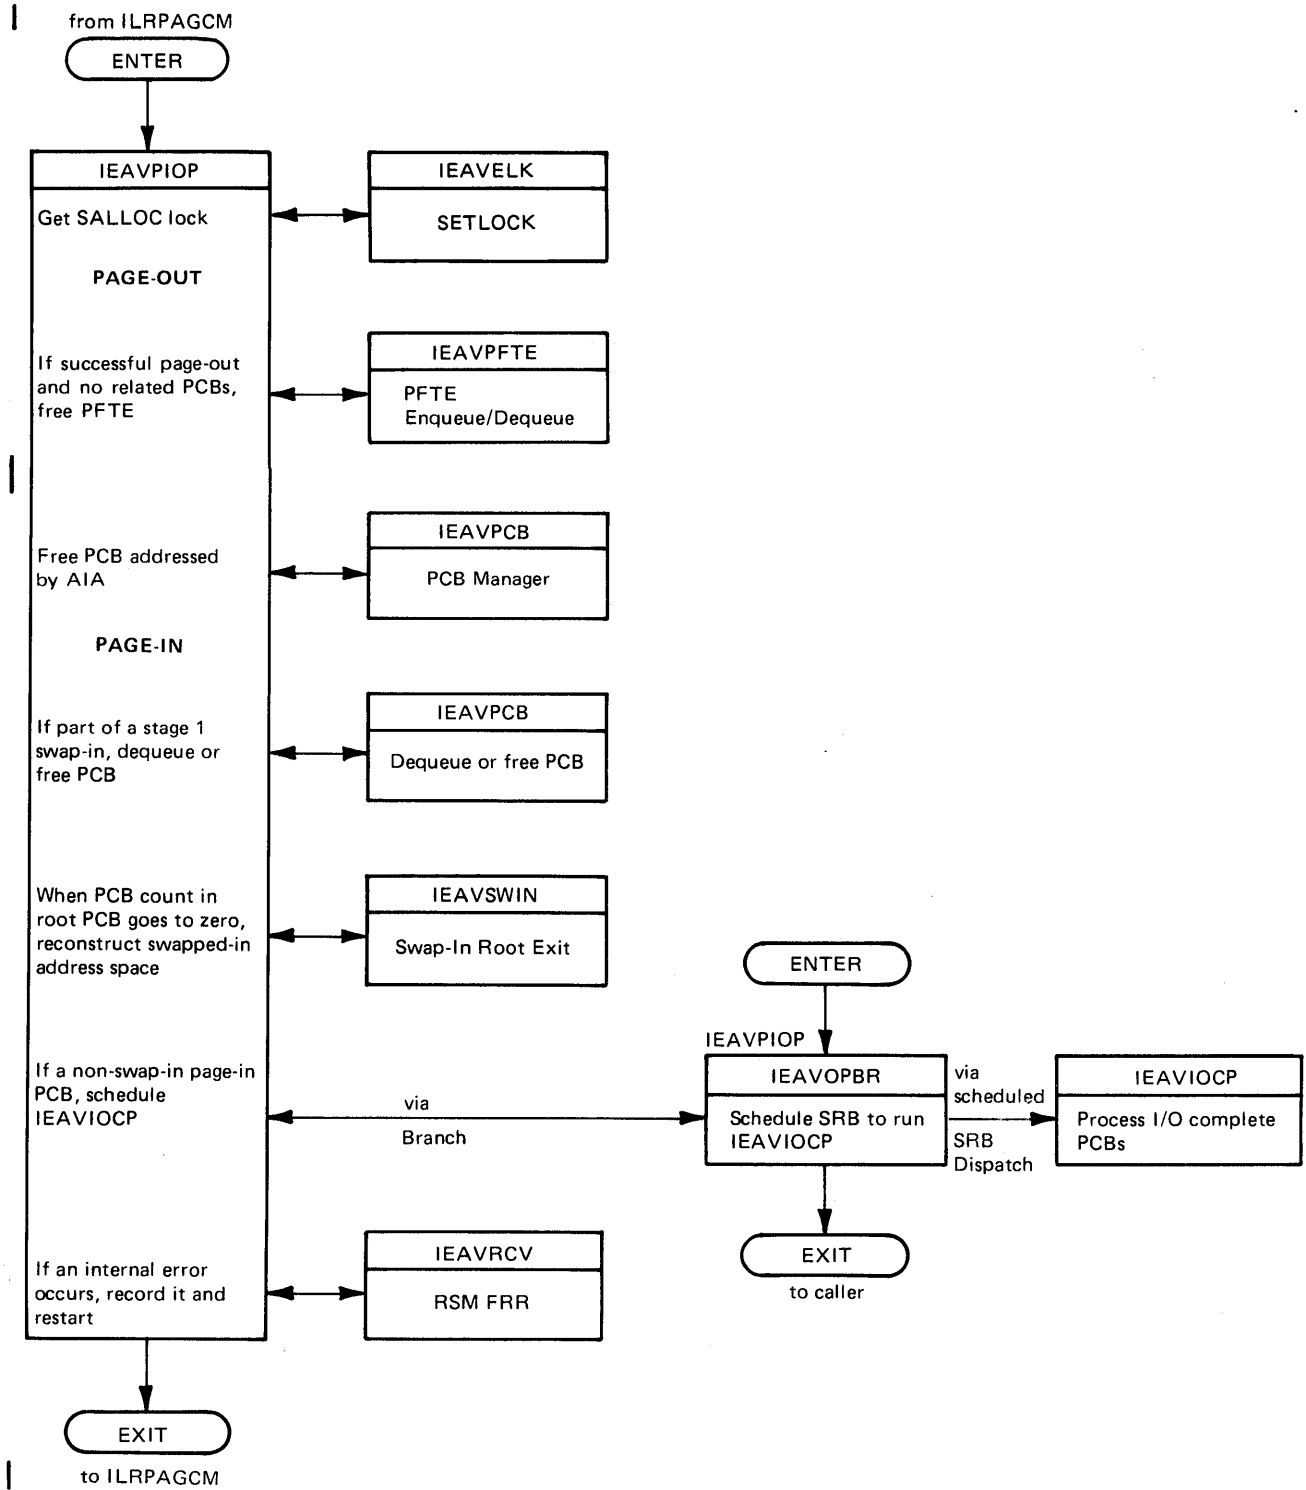 from ILRPAGCM
ENTER
IEAVPIOP
Get SALLOC lock
IEAVELK
SETLOCK
PAGE-OUT
If successful page-out
and no related PCBs,
free PFTE
IEAVPFTE
PFTE
Enqueue/Dequeue
Free PCB addressed
by AIA
IEAVPCB
PCB Manager
PAGE-IN
If part of a stage 1
swap-in, dequeue or
free PCB
IEAVPCB
Dequeue or free PCB
When PCB count in
root PCB goes to zero,
reconstruct swapped-in
address space
IEAVSWIN
Swap-In Root Exit
If a non-swap-in page-in
PCB, schedule
IEAVIOCP
via
Branch
ENTER
IEAVPIOP
IEAVOPBR
Schedule SRB to run
IEAVIOCP
via
scheduled
SRB
Dispatch
IEAVIOCP
Process I/O complete
PCBs
EXIT
to caller
If an internal error
occurs, record it and
restart
IEAVRCV
RSM FRR
EXIT
to ILRPAGCM